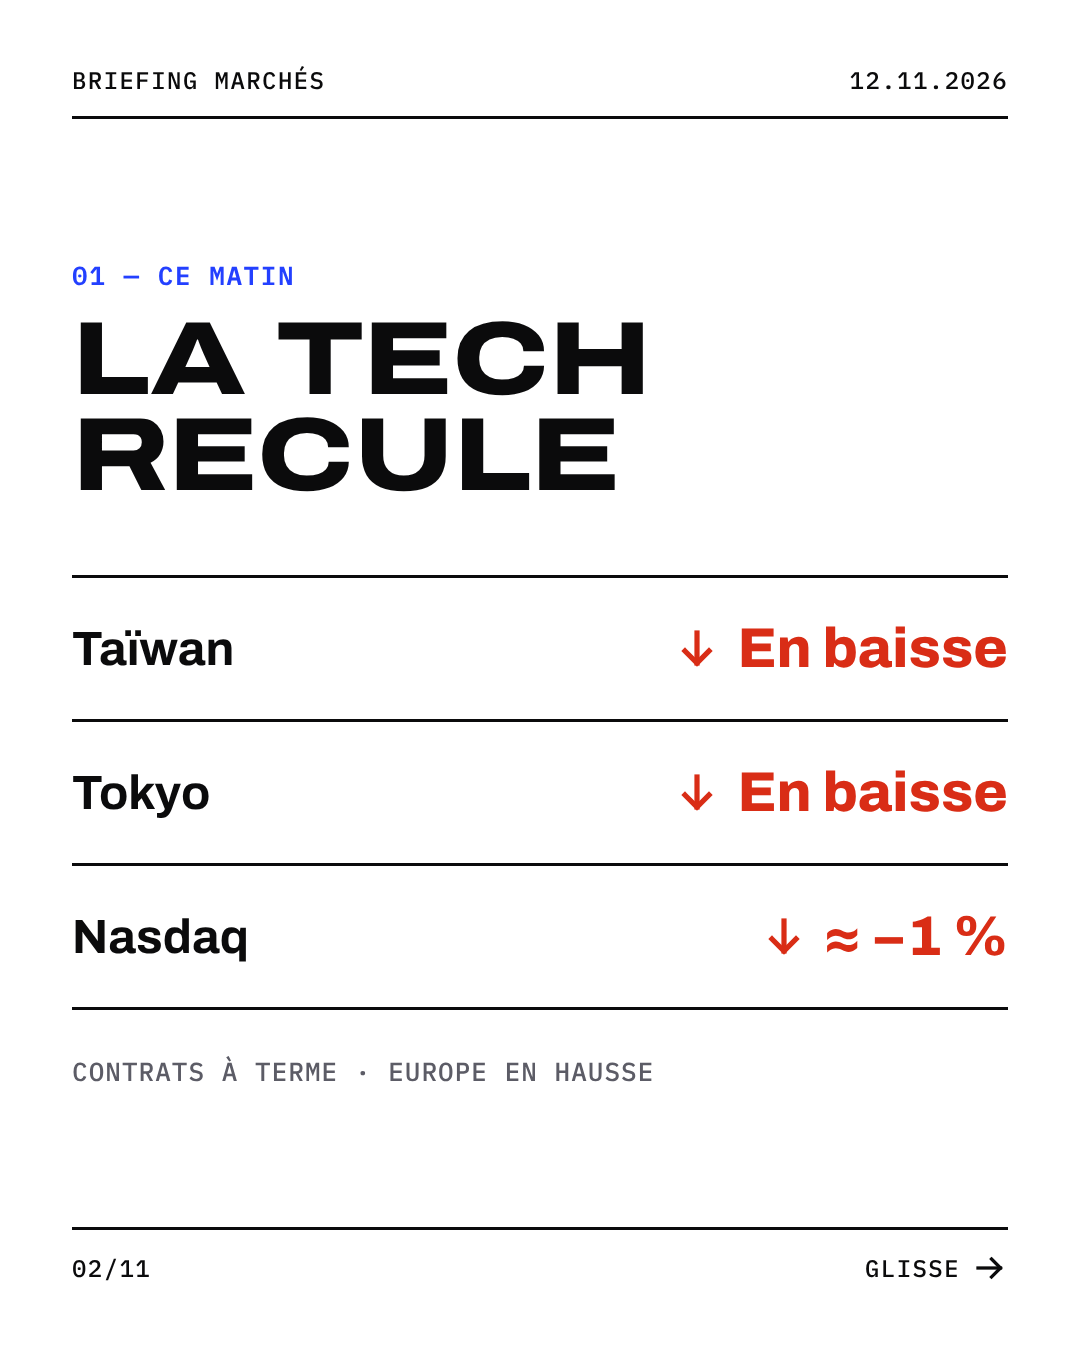 BRIEFING MARCHÉS 12.11.2026
01 — CE MATIN
LA TECH
RECULE
Taïwan ↓ En baisse
Tokyo ↓ En baisse
Nasdaq ↓ ≈ −1 %
CONTRATS À TERME · EUROPE EN HAUSSE
02/11 GLISSE →